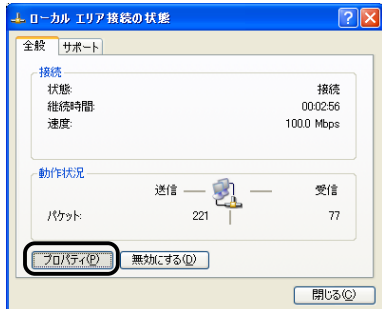 ローカル エリア接続の状態
全般 サポート
接続
状態: 接続
継続時間: 00:02:56
速度: 100.0 Mbps
動作状況
送信 受信
パケット: 221 77
プロパティ(P) 無効にする(D)
閉じる(C)